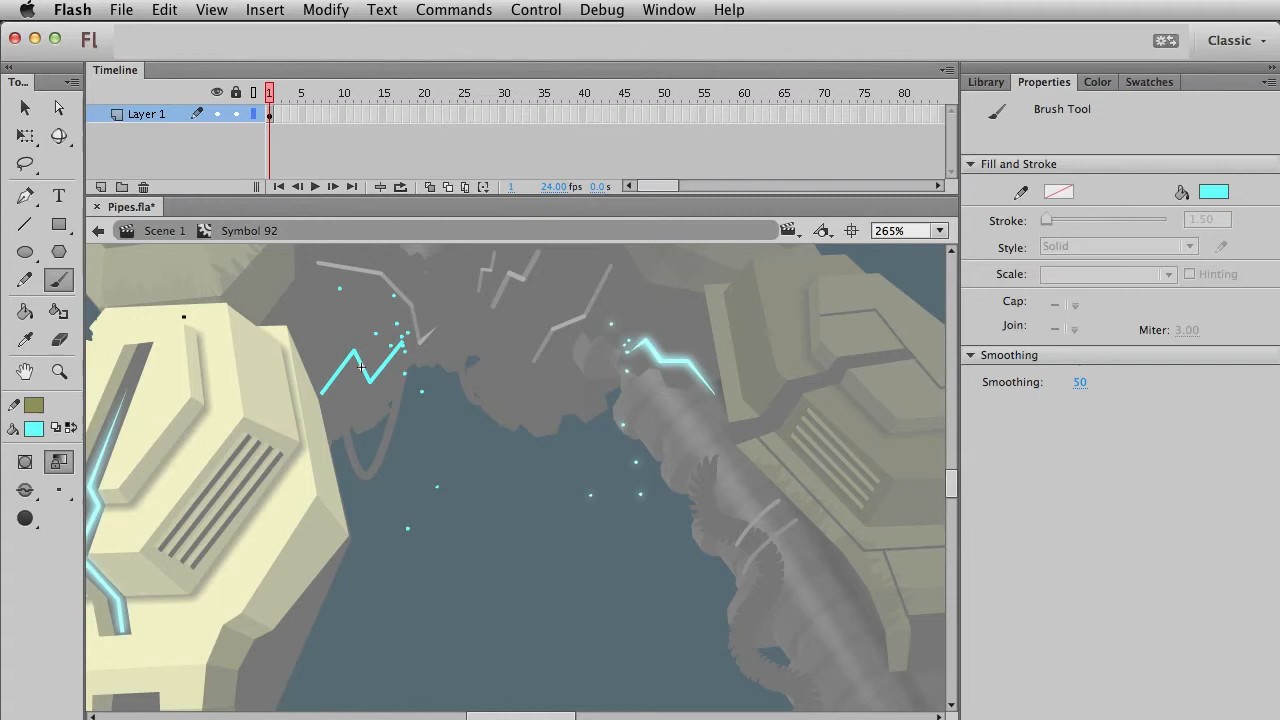 Flash File Edit View Insert Modify Text Commands Control Debug Window Help
Fl Classic
To... Timeline Library Properties Color Swatches
1 5 10 15 20 25 30 35 40 45 50 55 60 65 70 75 80
Layer 1
Brush Tool
Fill and Stroke
1 24.00 fps 0.0 s
Pipes.fla*
Scene 1 Symbol 92 265%
Stroke: 1.50
Style: Solid
Scale: Hinting
Cap:
Join: Miter: 3.00
Smoothing
Smoothing: 50
T